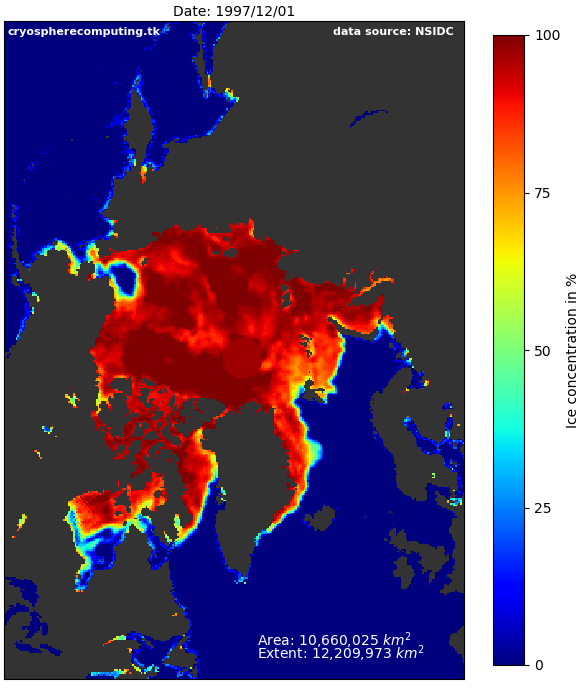 Date: 1997/12/01
cryospherecomputing.tk
data source: NSIDC
100
75
50
25
0
Ice concentration in %
Area: 10,660,025 km²
Extent: 12,209,973 km²